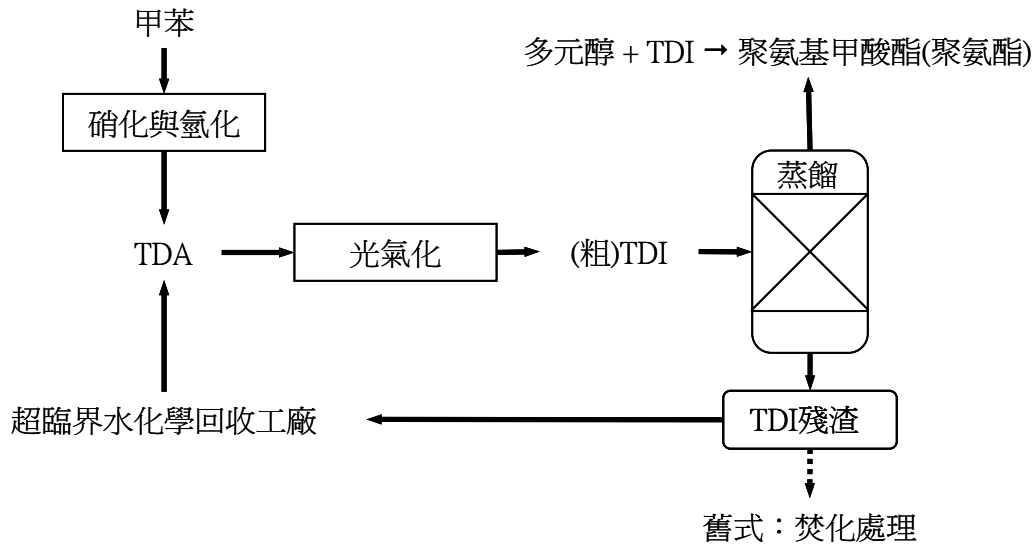 甲苯
多元醇 + TDI → 聚氨基甲酸酯(聚氨酯)
硝化與氫化
蒸餾
TDA
光氣化
(粗)TDI
超臨界水化學回收工廠
TDI殘渣
舊式：焚化處理